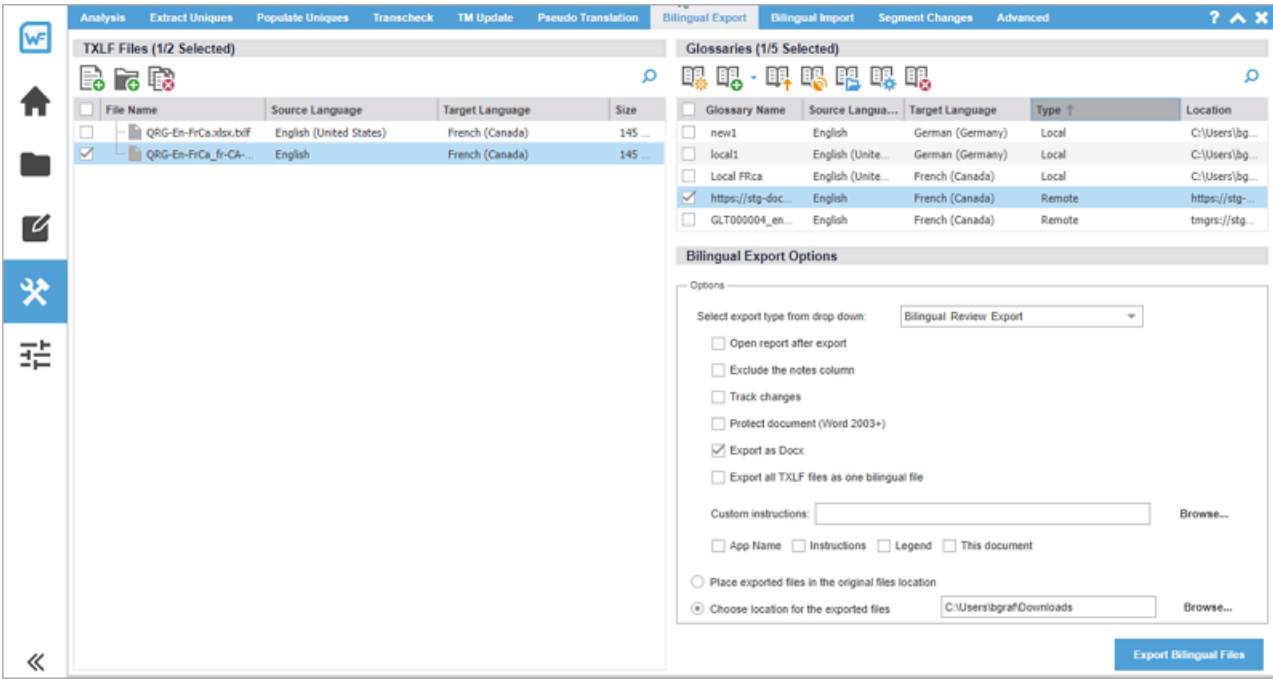 WF
Analysis Extract Uniques Populate Uniques Transcheck TM Update Pseudo Translation Bilingual Export Bilingual Import Segment Changes Advanced ?
TXLF Files (1/2 Selected)
File Name Source Language Target Language Size
QRG-En-FrCa.xlsx.txlf English (United States) French (Canada) 145 ...
QRG-En-FrCa_fr-CA-... English French (Canada) 145 ...
Glossaries (1/5 Selected)
Glossary Name Source Langua... Target Language Type Location
new1 English German (Germany) Local C:\Users\bg...
local1 English (Unite... German (Germany) Local C:\Users\bg...
Local FRca English (Unite... French (Canada) Local C:\Users\bg...
https://stg-doc... English French (Canada) Remote https://stg-...
GLT000004_en... English French (Canada) Remote tmgrs://stg...
Bilingual Export Options
Options
Select export type from drop down: Bilingual Review Export
Open report after export
Exclude the notes column
Track changes
Protect document (Word 2003+)
Export as Docx
Export all TXLF files as one bilingual file
Custom instructions: Browse...
App Name Instructions Legend This document
Place exported files in the original files location
Choose location for the exported files C:\Users\bgraf\Downloads Browse...
Export Bilingual Files